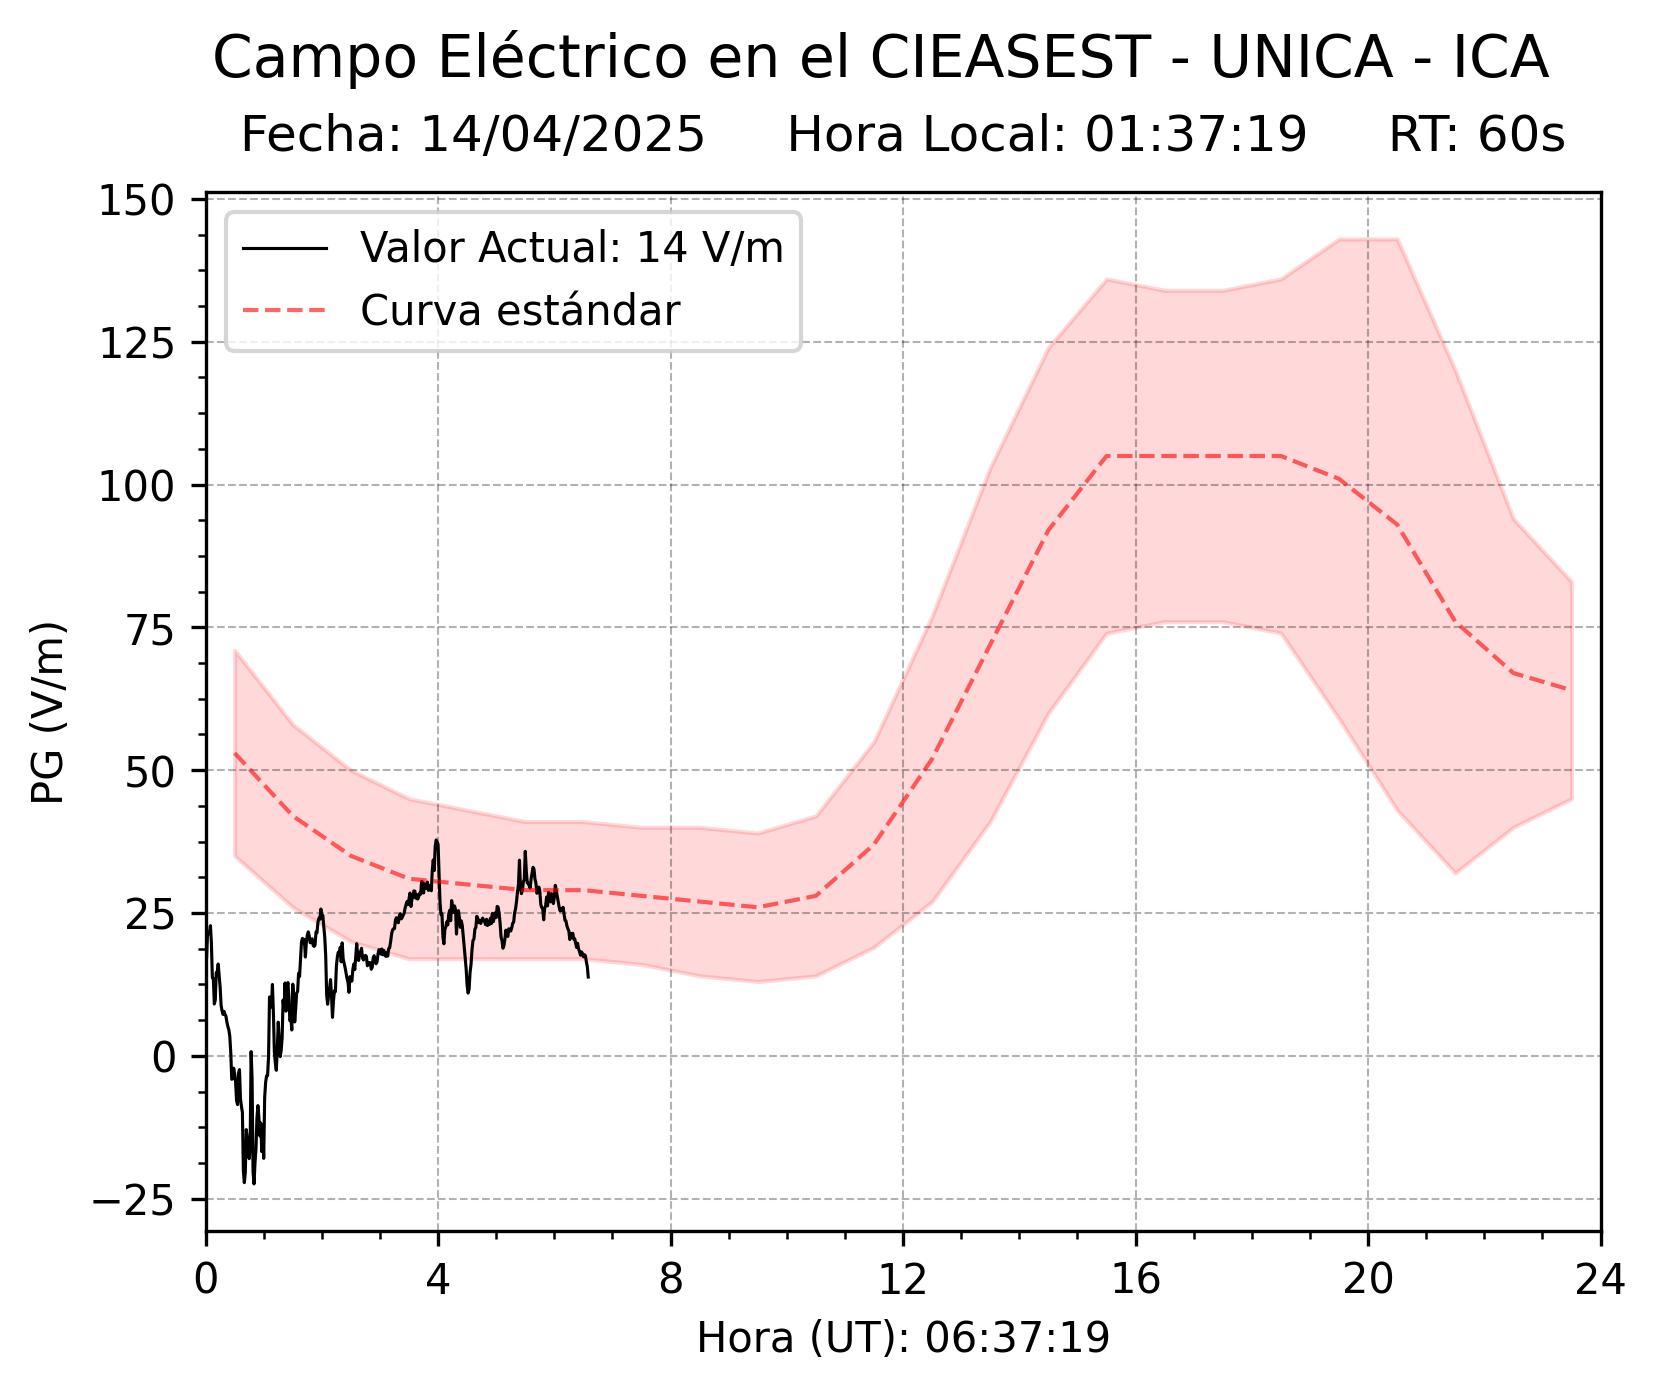 Campo Eléctrico en el CIEASEST - UNICA - ICA
Fecha: 14/04/2025 Hora Local: 01:37:19 RT: 60s
Valor Actual: 14 V/m
Curva estándar
PG (V/m)
150
125
100
75
50
25
0
−25
0 4 8 12 16 20 24
Hora (UT): 06:37:19